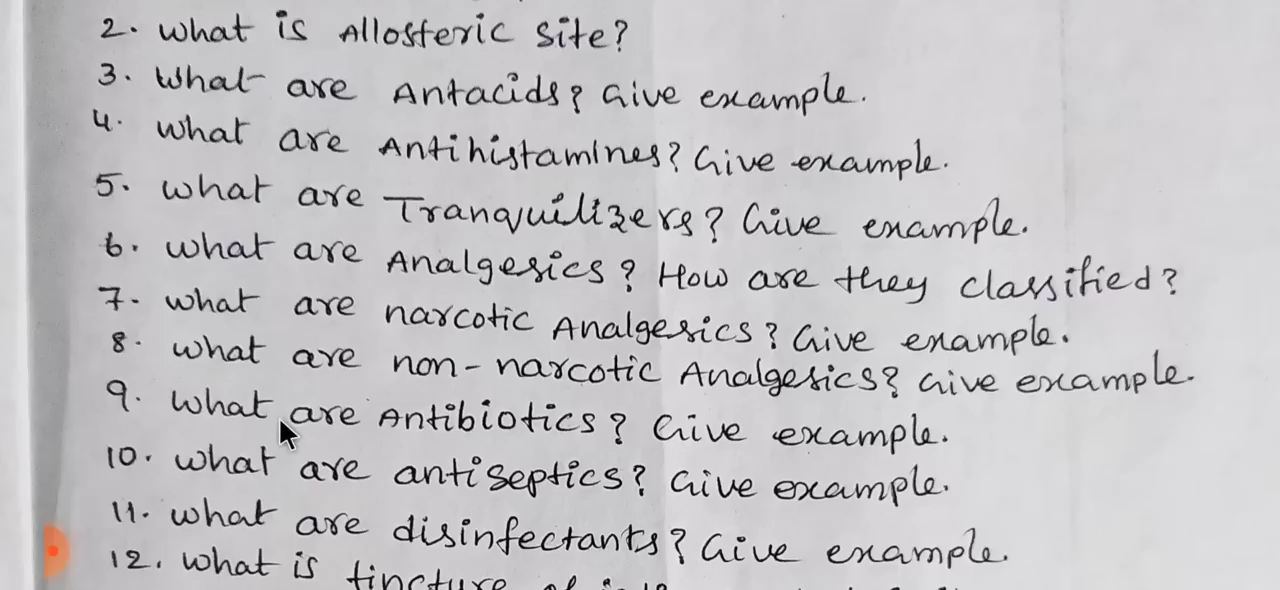 2. What is Allosteric site?
3. What are Antacids? Give example.
4. What are Antihistamines? Give example.
5. What are Tranquilizers? Give example.
6. What are Analgesics? How are they classified?
7. What are narcotic Analgesics? Give example.
8. What are non-narcotic Analgesics? Give example.
9. What are Antibiotics? Give example.
10. What are antiseptics? Give example.
11. What are disinfectants? Give example.
12. What is tincture of